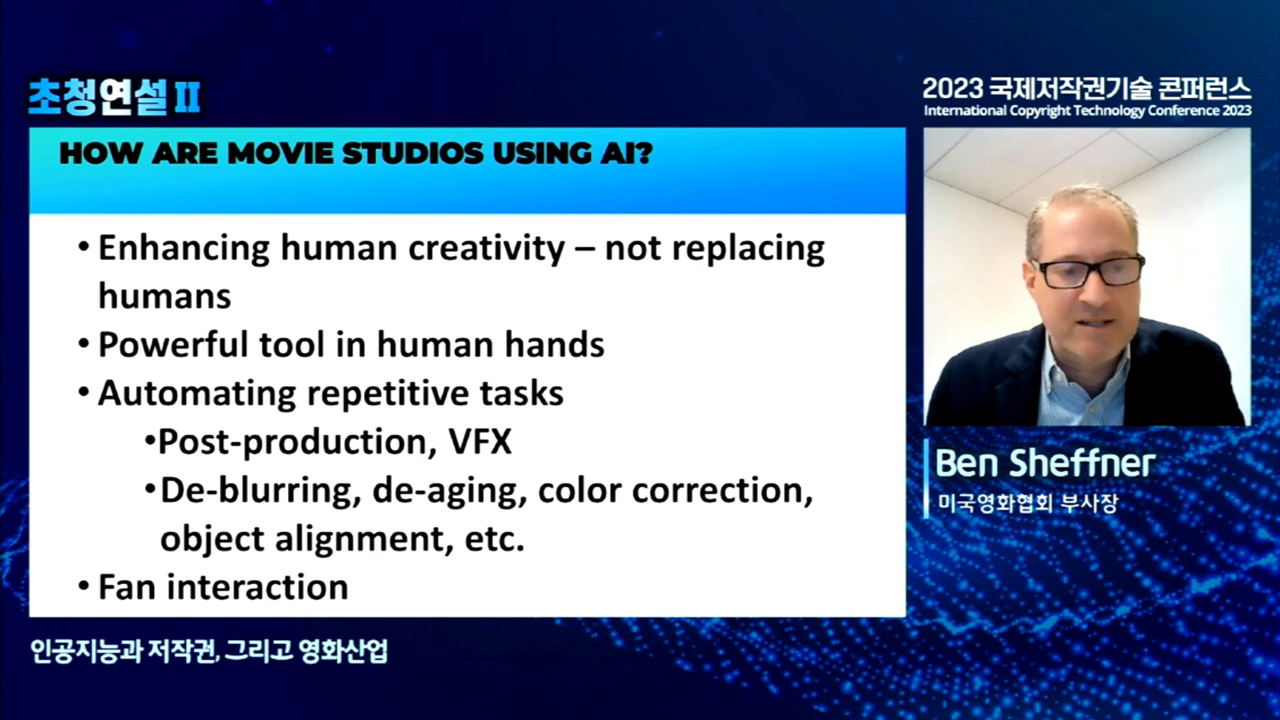 초청연설 II
2023 국제저작권기술 콘퍼런스
International Copyright Technology Conference 2023
HOW ARE MOVIE STUDIOS USING AI?
• Enhancing human creativity – not replacing
humans
• Powerful tool in human hands
• Automating repetitive tasks
•Post-production, VFX
•De-blurring, de-aging, color correction,
object alignment, etc.
• Fan interaction
Ben Sheffner
미국영화협회 부사장
인공지능과 저작권, 그리고 영화산업